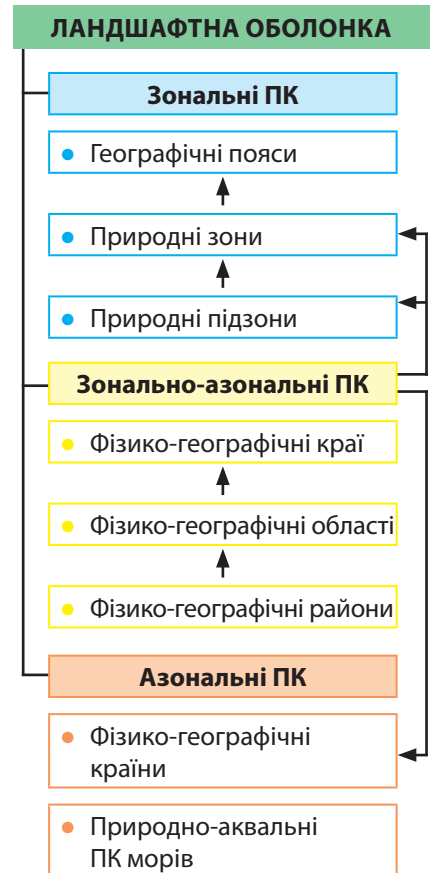 ЛАНДШАФТНА ОБОЛОНКА
Зональні ПК
• Географічні пояси
• Природні зони
• Природні підзони
Зонально-азональні ПК
• Фізико-географічні краї
• Фізико-географічні області
• Фізико-географічні райони
Азональні ПК
• Фізико-географічні
країни
• Природно-аквальні
ПК морів